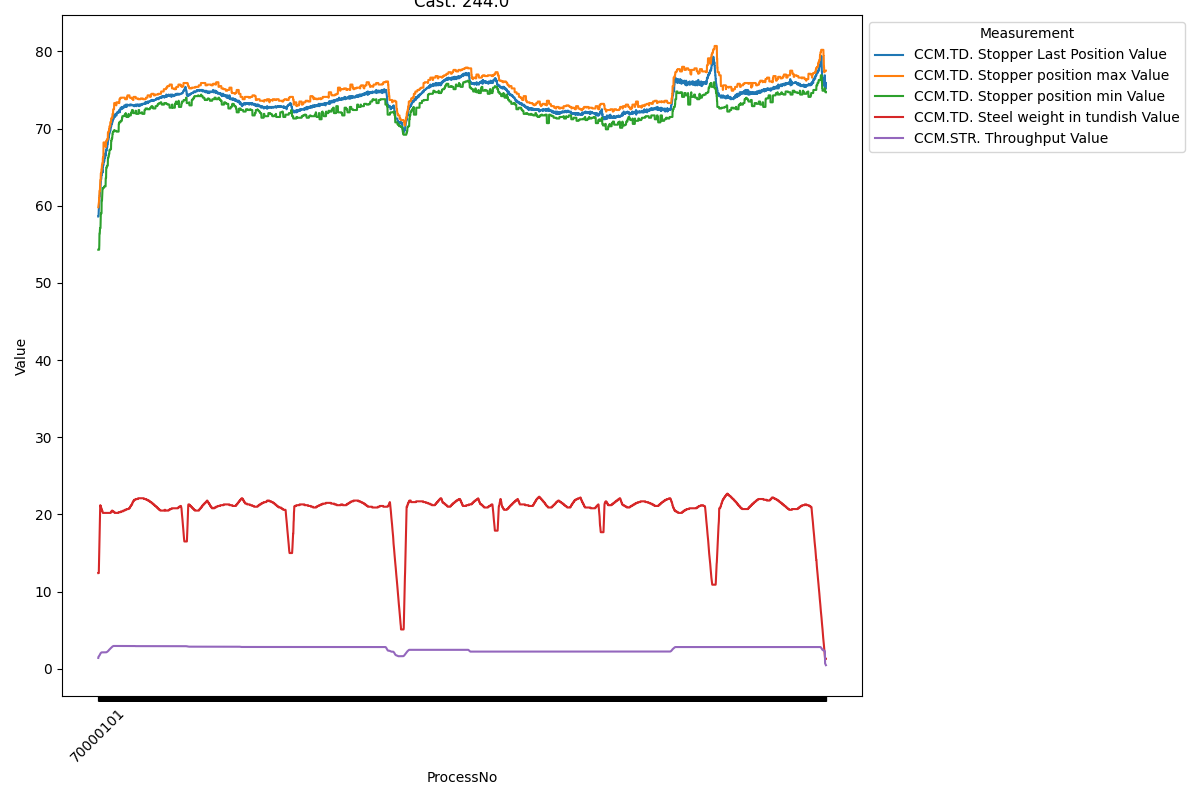 Cast: 244.0
Measurement
CCM.TD. Stopper Last Position Value
CCM.TD. Stopper position max Value
CCM.TD. Stopper position min Value
CCM.TD. Steel weight in tundish Value
CCM.STR. Throughput Value
Value
80
70
60
50
40
30
20
10
0
70000101
ProcessNo